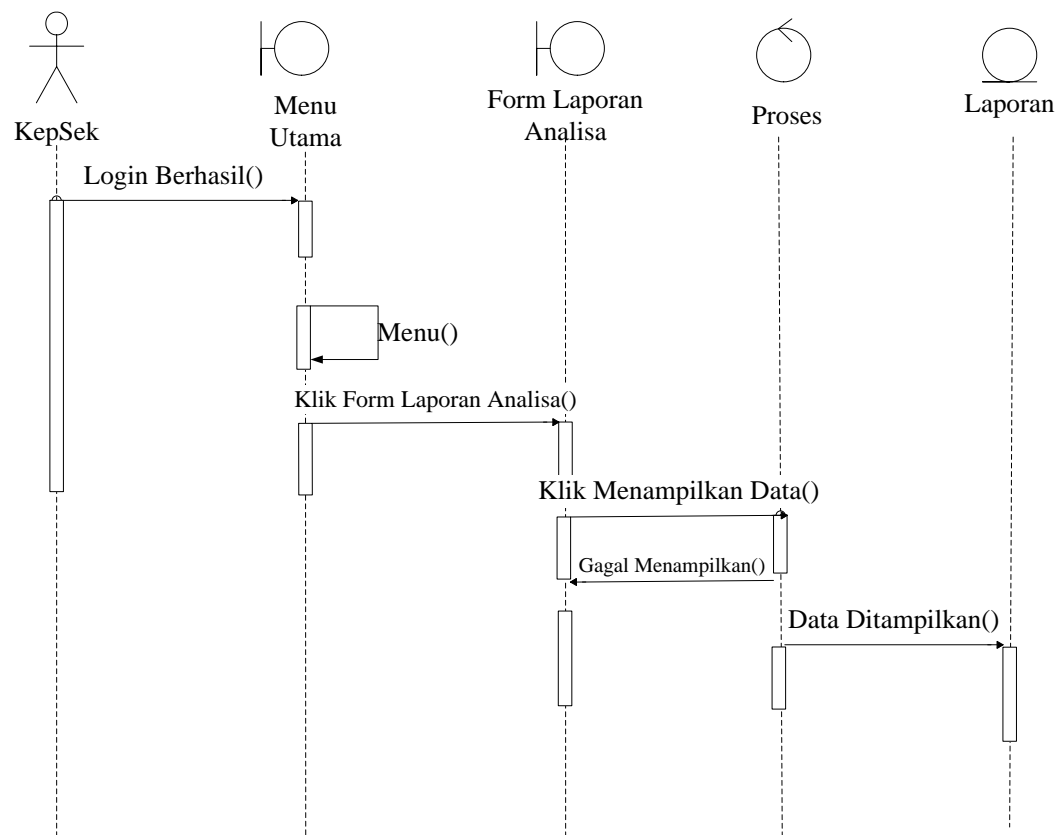 KepSek
Menu
Utama
Form Laporan
Analisa
Proses
Laporan
Login Berhasil()
Menu()
Klik Form Laporan Analisa()
Klik Menampilkan Data()
Gagal Menampilkan()
Data Ditampilkan()